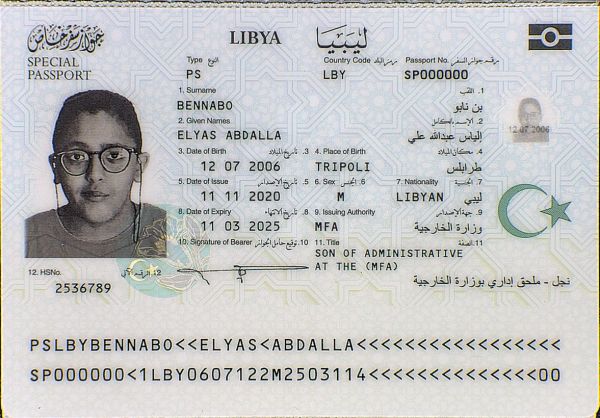 جواز سفر خاص
SPECIAL
PASSPORT
LIBYA ليبيا
Type النوع Country Code رمز البلد Passport No. رقم جواز السفر
PS LBY SP000000
1. Surname 1. اللقب
BENNABO بن نابو
2. Given Names 2. الإسم بالكامل
ELYAS ABDALLA إلياس عبدالله علي
3. Date of Birth 3. تاريخ الميلاد 4. Place of Birth 4. مكان الميلاد
12 07 2006 TRIPOLI طرابلس
5. Date of Issue 5. تاريخ الإصدار 6. Sex 6. الجنس 7. Nationality 7. الجنسية
11 11 2020 M LIBYAN ليبي
8. Date of Expiry 8. تاريخ الإنتهاء 9. Issuing Authority 9. جهة الإصدار
11 03 2025 MFA وزارة الخارجية
10. Signature of Bearer 10. توقيع حامل الجواز 11. Title 11. الصفة
SON OF ADMINISTRATIVE
AT THE (MFA)
نجل - ملحق إداري بوزارة الخارجية
12. HSNo. 12. الرقم الآلي
2536789
12 07 2006
PSLBYBENNABO<<ELYAS<ABDALLA<<<<<<<<<<<<<<<<<
SP000000<1LBY0607122M2503114<<<<<<<<<<<<<<00